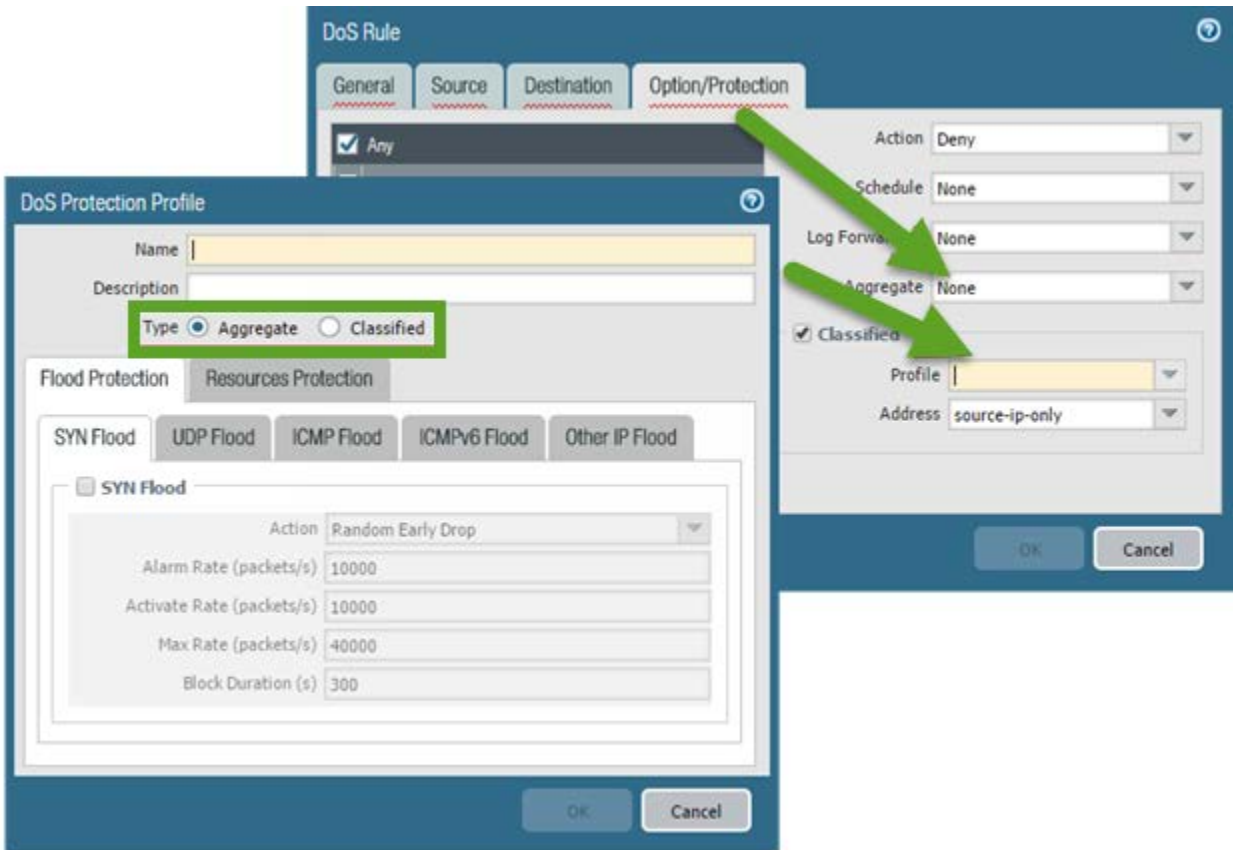 DoS Rule
General Source Destination Option/Protection
Any
Action Deny
Schedule None
None
Aggregate None
Classified
Profile
Address source-ip-only
OK Cancel
DoS Protection Profile
Name
Description
Type Aggregate Classified
Flood Protection Resources Protection
SYN Flood UDP Flood ICMP Flood ICMPv6 Flood Other IP Flood
SYN Flood
Action Random Early Drop
Alarm Rate (packets/s) 10000
Activate Rate (packets/s) 10000
Max Rate (packets/s) 40000
Block Duration (s) 300
OK Cancel